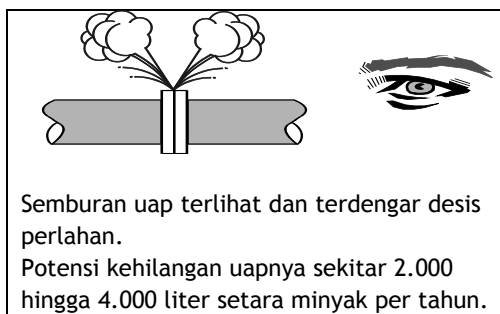 Semburan uap terlihat dan terdengar desis
perlahan.
Potensi kehilangan uapnya sekitar 2.000
hingga 4.000 liter setara minyak per tahun.